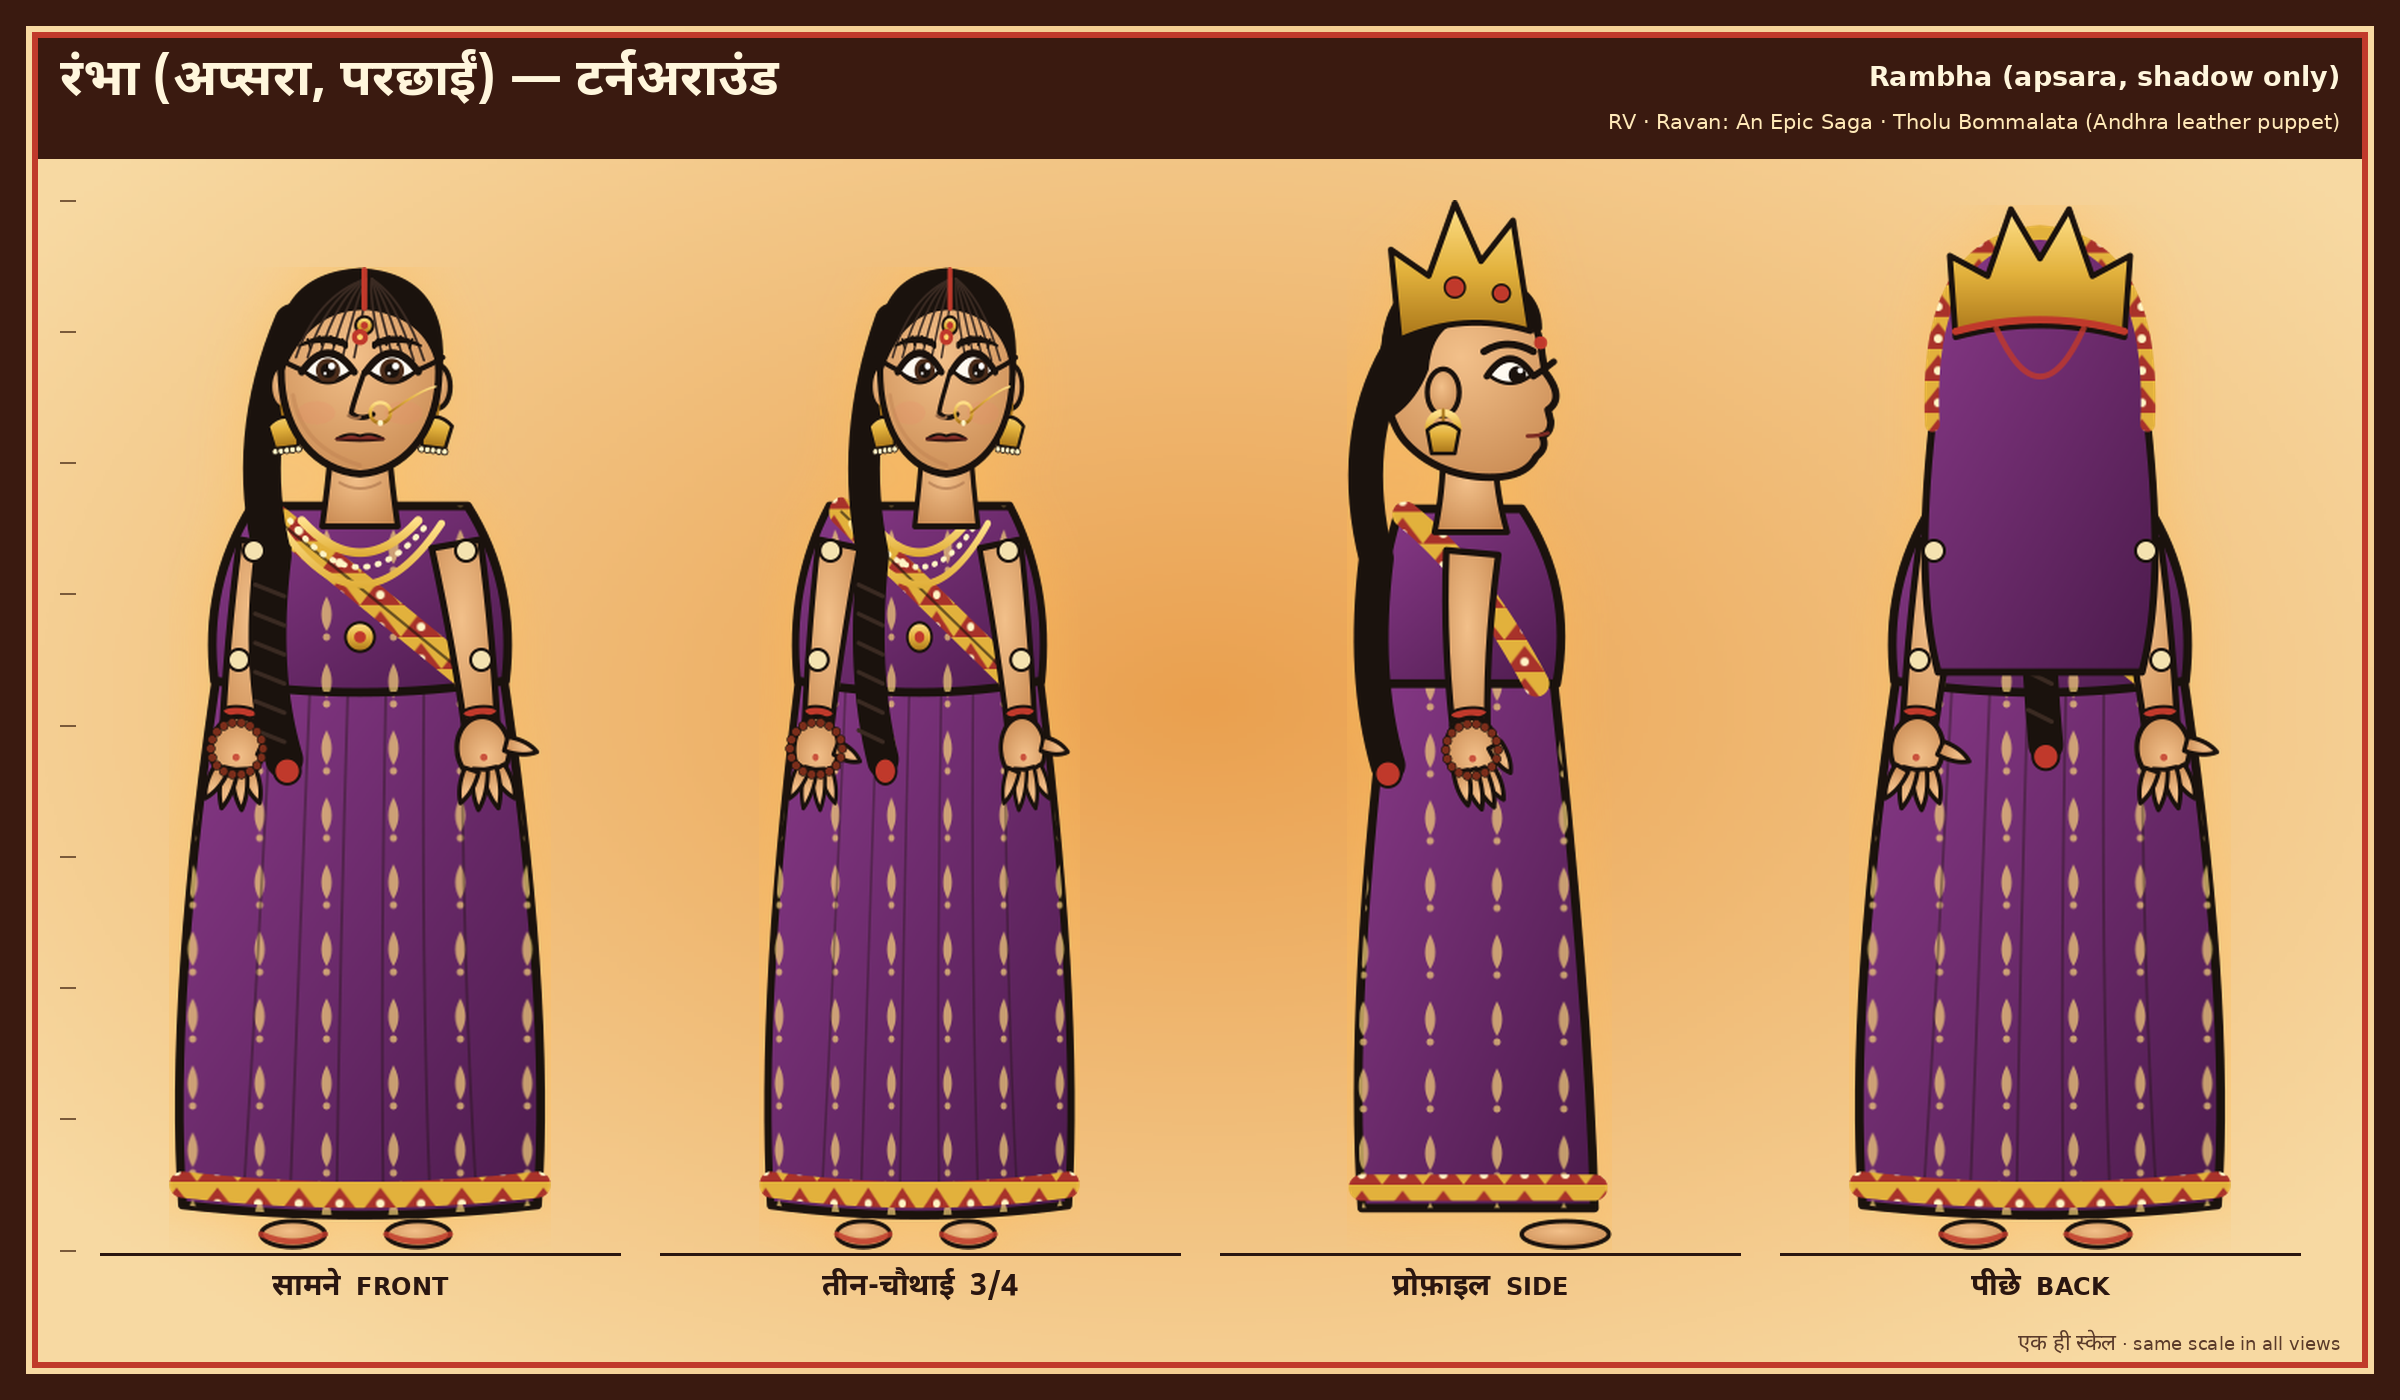 रंभा (अप्सरा, परछाईं) — टर्नअराउंड
Rambha (apsara, shadow only)
RV · Ravan: An Epic Saga · Tholu Bommalata (Andhra leather puppet)
सामने FRONT
तीन-चौथाई 3/4
प्रोफ़ाइल SIDE
पीछे BACK
एक ही स्केल · same scale in all views